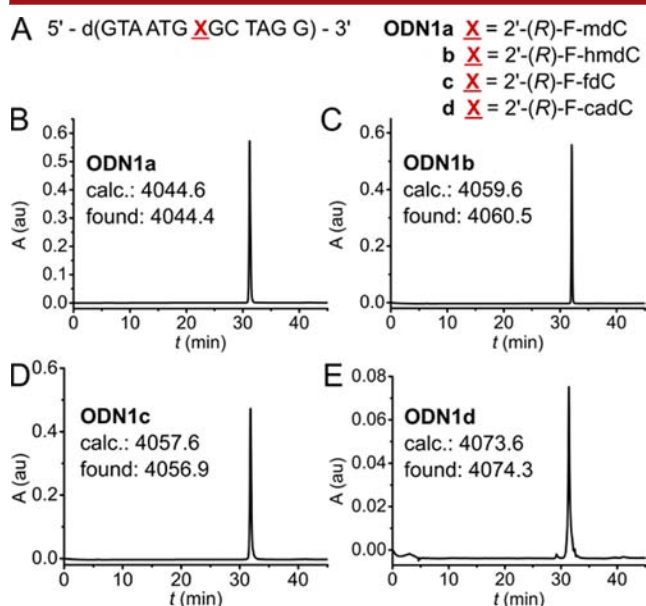 A 5' - d(GTA ATG XGC TAG G) - 3'
ODN1a X = 2'-(R)-F-mdC
b X = 2'-(R)-F-hmdC
c X = 2'-(R)-F-fdC
d X = 2'-(R)-F-cadC
B
0.6
0.5
0.4
0.3
0.2
0.1
0.0
A (au)
ODN1a
calc.: 4044.6
found: 4044.4
0 10 20 30 40
t (min)
C
0.6
0.4
0.2
0.0
A (au)
ODN1b
calc.: 4059.6
found: 4060.5
0 10 20 30 40
t (min)
D
0.6
0.4
0.2
0.0
A (au)
ODN1c
calc.: 4057.6
found: 4056.9
0 10 20 30 40
t (min)
E
0.08
0.06
0.04
0.02
0.00
A (au)
ODN1d
calc.: 4073.6
found: 4074.3
0 10 20 30 40
t (min)